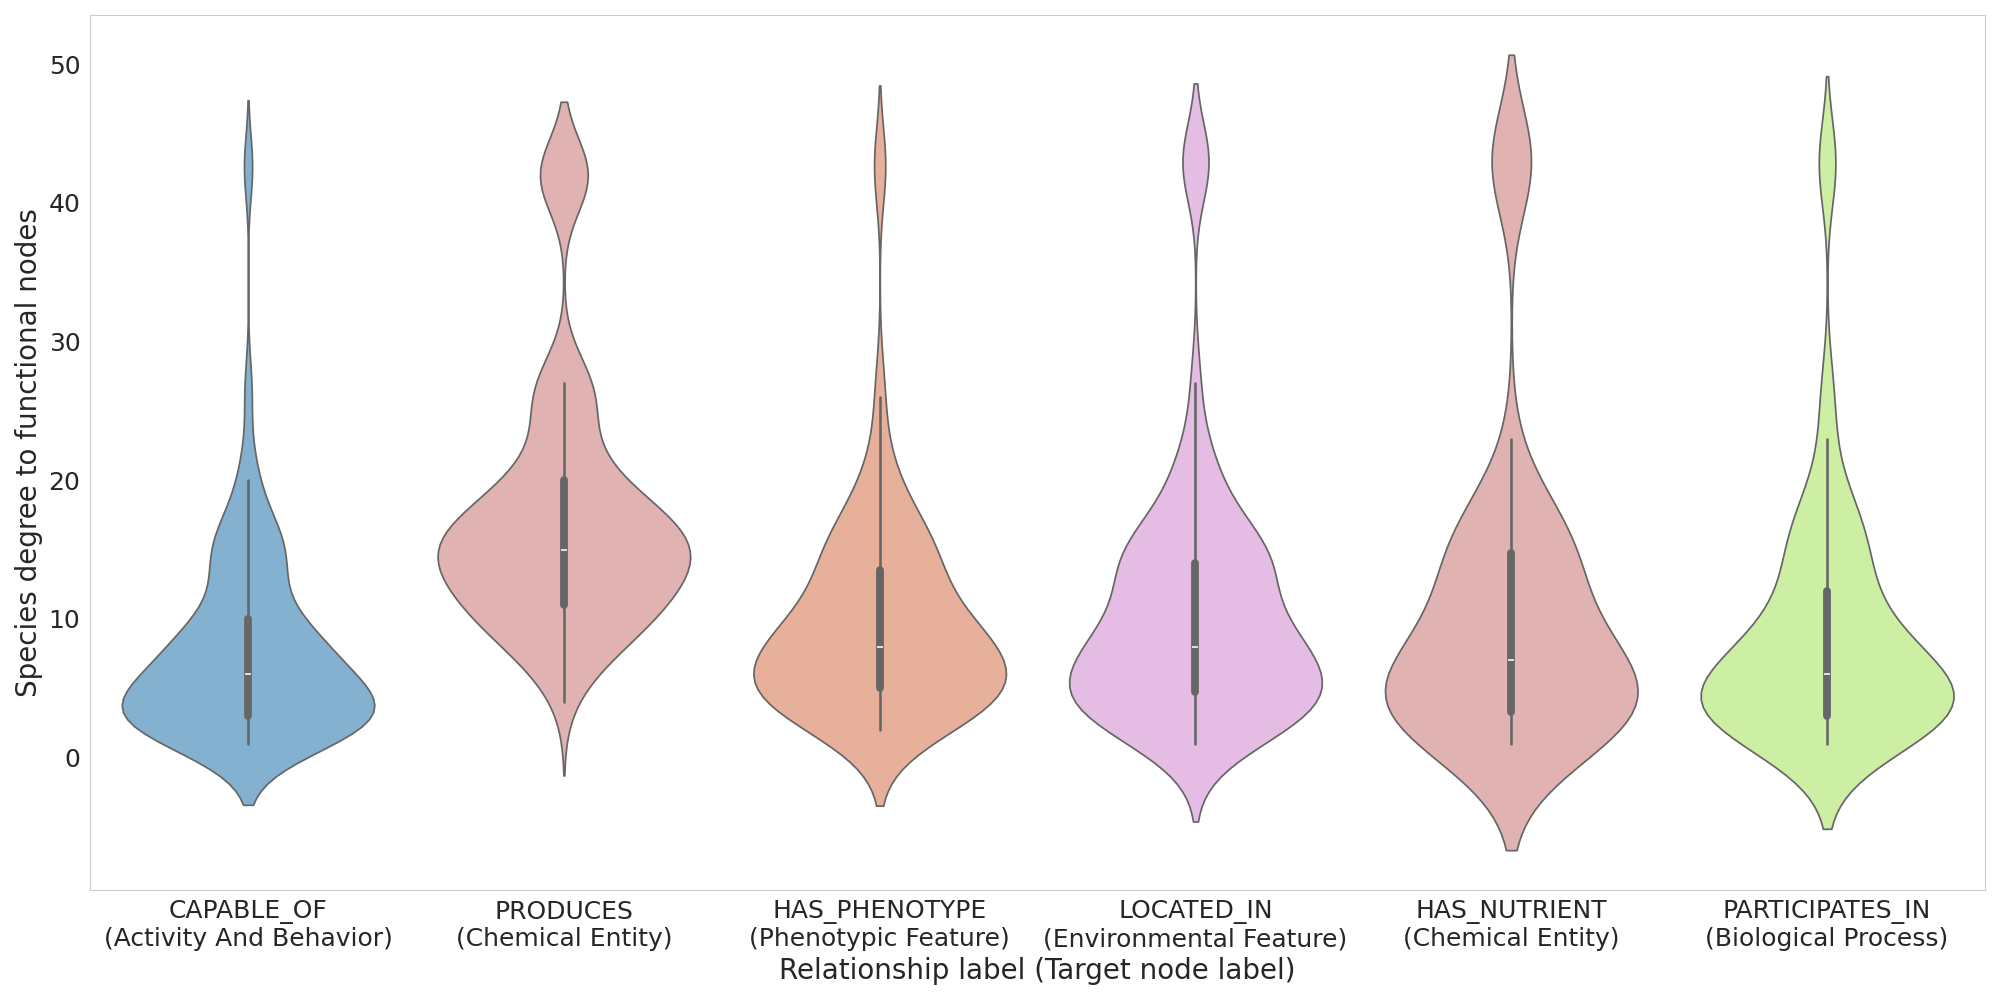 Species degree to functional nodes
50
40
30
20
10
0
CAPABLE_OF
(Activity And Behavior)
PRODUCES
(Chemical Entity)
HAS_PHENOTYPE
(Phenotypic Feature)
LOCATED_IN
(Environmental Feature)
HAS_NUTRIENT
(Chemical Entity)
PARTICIPATES_IN
(Biological Process)
Relationship label (Target node label)